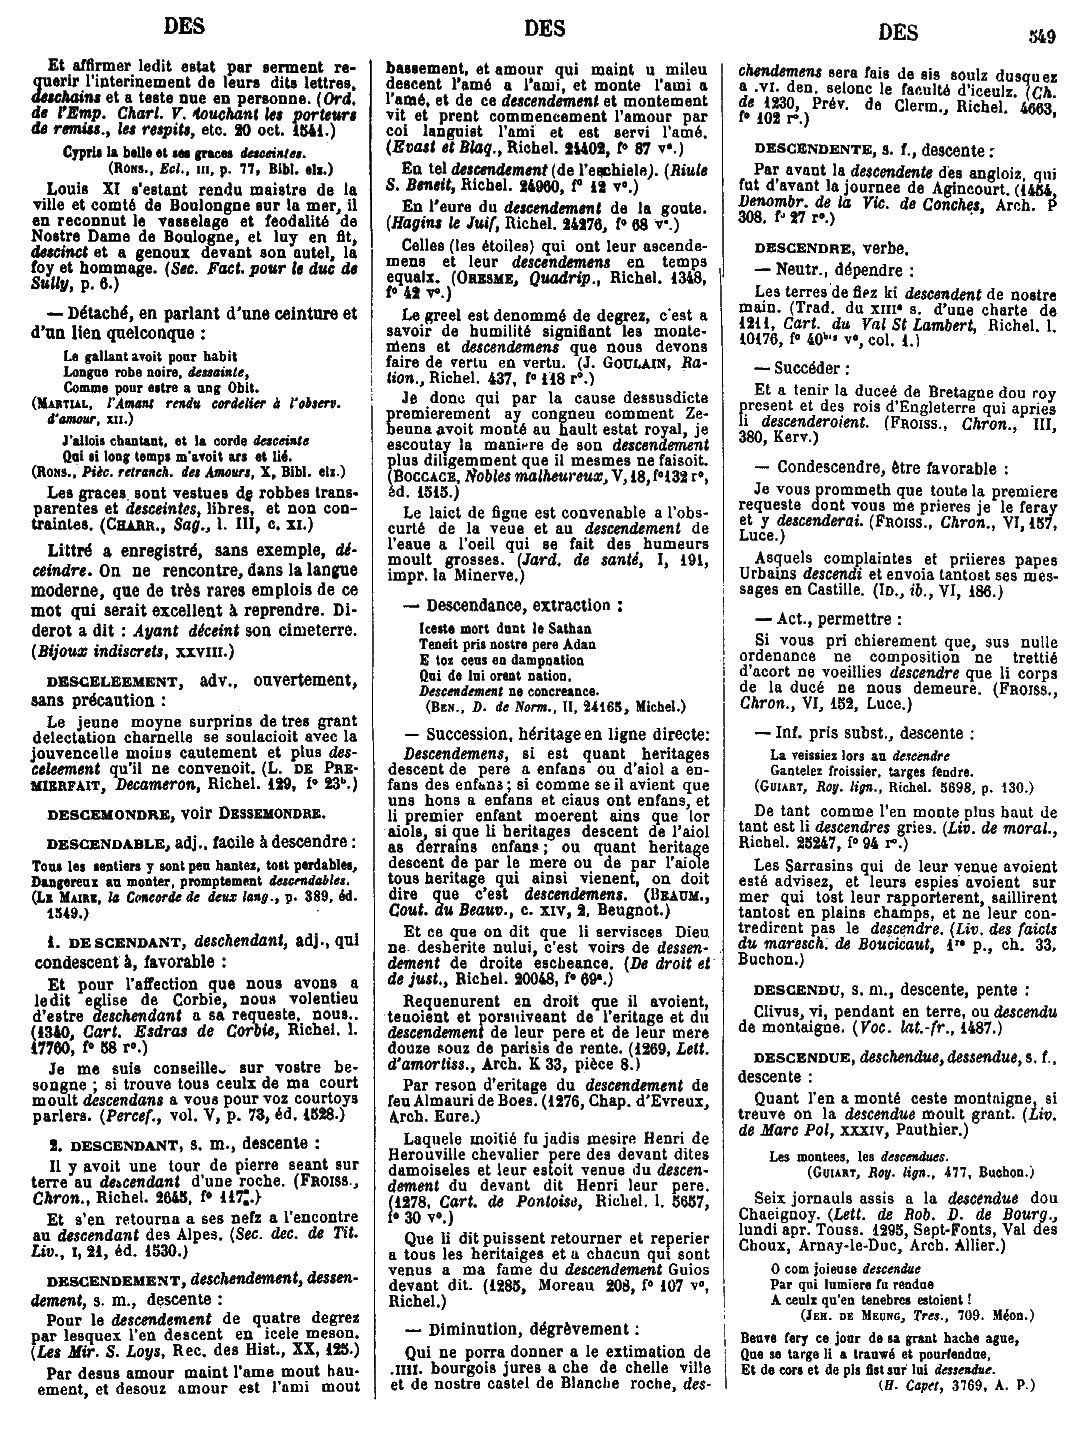 DES
DES
DES
549
Et affirmer ledit estat par serment re-
querir l'interinement de leurs dits lettres,
deschains et a teste nue en personne. (Ord.
de l'Emp. Charl. V. touchant les porteurs
de remiss., les respits, etc. 20 oct. 1541.)
Cypris la belle et ses graces desceintes.
(RONS., Ecl., III, p. 77, Bibl. elz.)
Louis XI s'estant rendu maistre de la
ville et comté de Boulongne sur la mer, il
en reconnut le vasselage et feodalité de
Nostre Dame de Boulogne, et luy en fit,
descinct et a genoux devant son autel, la
foy et hommage. (Sec. Fact. pour le duc de
Sully, p. 6.)
— Détaché, en parlant d'une ceinture et
d'un lien quelconque :
Le gallant avoit pour habit
Longue robe noire, dessainte,
Comme pour estre a ung Obit.
(MARTIAL, l'Amant rendu cordelier à l'observ.
d'amour, XII.)
J'allois chantant, et la corde desceinte
Qui si long temps m'avoit ars et lié.
(RONS., Pièc. retranch. des Amours, X, Bibl. elz.)
Les graces sont vestues de robbes trans-
parentes et desceintes, libres, et non con-
traintes. (CHARR., Sag., l. III, c. XI.)
Littré a enregistré, sans exemple, dé-
ceindre. On ne rencontre, dans la langue
moderne, que de très rares emplois de ce
mot qui serait excellent à reprendre. Di-
derot a dit : Ayant déceint son cimeterre.
(Bijoux indiscrets, XXVIII.)
DESCELEEMENT, adv., ouvertement,
sans précaution :
Le jeune moyne surprins de tres grant
delectation charnelle se soulacioit avec la
jouvencelle moins cautement et plus des-
celeement qu'il ne convenoit. (L. DE PRE-
MIERFAIT, Decameron, Richel. 129, f° 23b.)
DESCEMONDRE, voir DESSEMONDRE.
DESCENDABLE, adj., facile à descendre :
Tous les sentiers y sont peu hantez, tost perdables,
Dangereux au monter, promptement descendables.
(LE MAIRE, la Concorde de deux lang., p. 389, éd.
1549.)
1. DESCENDANT, deschendant, adj., qui
condescent à, favorable :
Et pour l'affection que nous avons a
ledit eglise de Corbie, nous volentieu
d'estre deschendant a sa requeste, nous..
(1340, Cart. Esdras de Corbie, Richel. l.
17760, f° 58 r°.)
Je me suis conseille sur vostre be-
songne ; si trouve tous ceulx de ma court
moult descendans a vous pour voz courtoys
parlers. (Percef., vol. V, p. 73, éd. 1528.)
2. DESCENDANT, s. m., descente :
Il y avoit une tour de pierre seant sur
terre au descendant d'une roche. (FROISS.,
Chron., Richel. 2645, f° 117.)
Et s'en retourna a ses nefz a l'encontre
au descendant des Alpes. (Sec. dec. de Tit.
Liv., I, 21, éd. 1530.)
DESCENDEMENT, deschendement, dessen-
dement, s. m., descente :
Pour le descendement de quatre degrez
par lesquex l'en descent en icele meson.
(Les Mir. S. Loys, Rec. des Hist., XX, 125.)
Par desus amour maint l'ame mout hau-
ement, et desouz amour est l'ami mout
bassement, et amour qui maint u mileu
descent l'amé a l'ami, et monte l'ami a
l'amé, et de ce descendement et montement
vit et prent commencement l'amour par
coi languist l'ami et est servi l'amé.
(Evast et Blaq., Richel. 24402, f° 87 v°.)
En tel descendement (de l'eschiele). (Riule
S. Beneit, Richel. 24960, f° 12 v°.)
En l'eure du descendement de la goute.
(Hagins le Juif, Richel. 24276, f° 68 v°.)
Celles (les étoiles) qui ont leur ascende-
mens et leur descendemens en temps
equalx. (ORESME, Quadrip., Richel. 1348,
f° 42 v°.)
Le greel est denommé de degrez, c'est a
savoir de humilité signifiant les monte-
mens et descendemens que nous devons
faire de vertu en vertu. (J. GOULAIN, Ra-
tion., Richel. 437, f° 118 r°.)
Je donc qui par la cause dessusdicte
premierement ay congneu comment Ze-
beuna avoit monté au hault estat royal, je
escoutay la maniere de son descendement
plus diligemment que il mesmes ne faisoit.
(BOCCACE, Nobles malheureux, V, 18, f° 132 r°,
éd. 1515.)
Le laict de figue est convenable a l'obs-
curté de la veue et au descendement de
l'eaue a l'oeil qui se fait des humeurs
moult grosses. (Jard. de santé, I, 191,
impr. la Minerve.)
— Descendance, extraction :
Iceste mort dunt le Sathan
Teneit pris nostre pere Adan
E toz ceus en dampnation
Qui de lui orent nation,
Descendement ne concreance.
(BEN., D. de Norm., II, 24165, Michel.)
— Succession, héritage en ligne directe:
Descendemens, si est quant heritages
descent de pere a enfans ou d'aiol a en-
fans des enfans ; si comme se il avient que
uns hons a enfans et ciaus ont enfans, et
li premier enfant moerent ains que lor
aiols, si que li heritages descent de l'aiol
as derrains enfans ; ou quant heritage
descent de par le mere ou de par l'aiole
tous heritage qui ainsi vienent, on doit
dire que c'est descendemens. (BEAUM.,
Cout. du Beauv., c. XIV, 2, Beugnot.)
Et ce que on dit que li servisces Dieu
ne desherite nului, c'est voirs de dessen-
dement de droite escheance. (De droit et
de just., Richel. 20048, f° 69a.)
Requenurent en droit que il avoient,
tenoient et porsuiveant de l'eritage et du
descendement de leur pere et de leur mere
douze souz de parisis de rente. (1269, Lett.
d'amortiss., Arch. K 33, pièce 8.)
Par reson d'eritage du descendement de
feu Almauri de Boes. (1276, Chap. d'Evreux,
Arch. Eure.)
Laquele moitié fu jadis mesire Henri de
Herouville chevalier pere des devant dites
damoiseles et leur estoit venue du descen-
dement du devant dit Henri leur pere.
(1278, Cart. de Pontoise, Richel. l. 5657,
f° 30 v°.)
Que li dit puissent retourner et reperier
a tous les heritaiges et a chacun qui sont
venus a ma fame du descendement Guios
devant dit. (1285, Moreau 208, f° 107 v°,
Richel.)
— Diminution, dégrèvement :
Qui ne porra donner a le extimation de
.IIII. bourgois jures a che de chelle ville
et de nostre castel de Blanche roche, des-
chendemens sera fais de sis soulz dusquez
a .VI. den. selonc le faculté d'iceulz. (Ch.
de 1230, Prév. de Clerm., Richel. 4663,
f° 102 r°.)
DESCENDENTE, s. f., descente :
Par avant la descendente des angloiz, qui
fut d'avant la journee de Agincourt. (1454,
Denombr. de la Vic. de Conches, Arch. P
308, f° 27 r°.)
DESCENDRE, verbe.
— Neutr., dépendre :
Les terres de fiez ki descendent de nostre
main. (Trad. du XIIIe s. d'une charte de
1211, Cart. du Val St Lambert, Richel. l.
10176, f° 40bis v°, col. 1.)
— Succéder :
Et a tenir la duceé de Bretagne dou roy
present et des rois d'Engleterre qui apries
li descenderoient. (FROISS., Chron., III,
380, Kerv.)
— Condescendre, être favorable :
Je vous prommeth que toute la premiere
requeste dont vous me prieres je le feray
et y descenderai. (FROISS., Chron., VI, 157,
Luce.)
Asquels complaintes et priieres papes
Urbains descendi et envoia tantost ses mes-
sages en Castille. (ID., ib., VI, 186.)
— Act., permettre :
Si vous pri chierement que, sus nulle
ordenance ne composition ne trettié
d'acort ne voeillies descendre que li corps
de la ducé ne nous demeure. (FROISS.,
Chron., VI, 152, Luce.)
— Inf. pris subst., descente :
La veissiez lors au descendre
Gantelez froissier, targes fendre.
(GUIART, Roy. lign., Richel. 5698, p. 130.)
De tant comme l'en monte plus haut de
tant est li descendres gries. (Liv. de moral.,
Richel. 25247, f° 94 r°.)
Les Sarrasins qui de leur venue avoient
esté advisez, et leurs espies avoient sur
mer qui tost leur rapporterent, saillirent
tantost en plains champs, et ne leur con-
tredirent pas le descendre. (Liv. des faicts
du maresch. de Boucicaut, 1re p., ch. 33,
Buchon.)
DESCENDU, s. m., descente, pente :
Clivus, vi, pendant en terre, ou descendu
de montaigne. (Voc. lat.-fr., 1487.)
DESCENDUE, deschendue, dessendue, s. f.,
descente :
Quant l'en a monté ceste montaigne, si
treuve on la descendue moult grant. (Liv.
de Marc Pol, XXXIV, Pauthier.)
Les montees, les descendues.
(GUIART, Roy. lign., 477, Buchon.)
Seix jornauls assis a la descendue dou
Chaeignoy. (Lett. de Rob. D. de Bourg.,
lundi apr. Touss. 1295, Sept-Fonts, Val des
Choux, Arnay-le-Duc, Arch. Allier.)
O com joieuse descendue
Par qui lumiere fu rendue
A ceulx qu'en tenebres estoient !
(JEH. DE MEUNG, Tres., 709. Méon.)
Beuve fery ce jour de sa grant hache ague,
Que se targe li a trauwé et pourfendue,
Et de cors et de pis fist sur lui dessendue.
(H. Capet, 3769, A. P.)